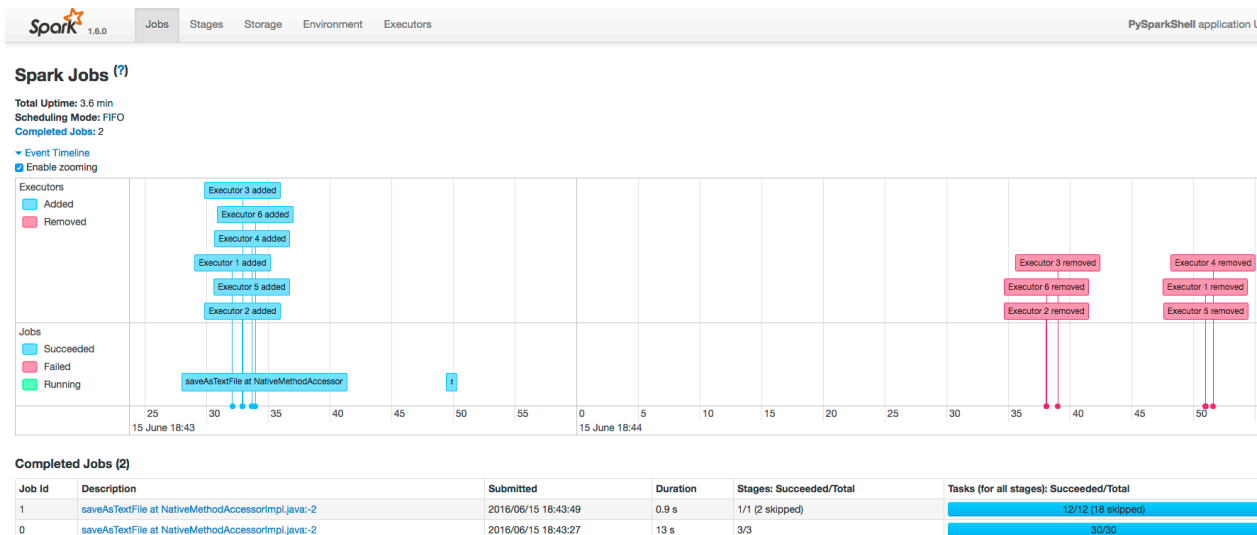 Spark 1.6.0 Jobs Stages Storage Environment Executors PySparkShell application U
Spark Jobs (?)
Total Uptime: 3.6 min
Scheduling Mode: FIFO
Completed Jobs: 2
Event Timeline
Enable zooming
Executors
Added
Removed
Executor 3 added
Executor 6 added
Executor 4 added
Executor 1 added
Executor 5 added
Executor 2 added
Executor 3 removed
Executor 6 removed
Executor 2 removed
Executor 4 removed
Executor 1 removed
Executor 5 removed
Jobs
Succeeded
Failed
Running
saveAsTextFile at NativeMethodAccessor
s
25 30 35 40 45 50 55 0 5 10 15 20 25 30 35 40 45 50
15 June 18:43 15 June 18:44
Completed Jobs (2)
Job Id Description Submitted Duration Stages: Succeeded/Total Tasks (for all stages): Succeeded/Total
1 saveAsTextFile at NativeMethodAccessorImpl.java:-2 2016/06/15 18:43:49 0.9 s 1/1 (2 skipped) 12/12 (18 skipped)
0 saveAsTextFile at NativeMethodAccessorImpl.java:-2 2016/06/15 18:43:27 13 s 3/3 30/30